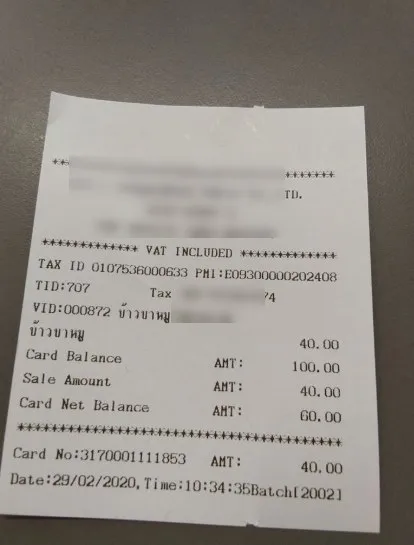 TD.
************* VAT INCLUDED *************
TAX ID 0107536000633 PMI:E09300000202408
TID:707 Tax 74
VID:000872 ข้าวขาหมู
ข้าวขาหมู 40.00
Card Balance AMT: 100.00
Sale Amount AMT: 40.00
Card Net Balance AMT: 60.00
****************************************
Card No:3170001111853 AMT: 40.00
Date:29/02/2020,Time:10:34:35Batch[2002]